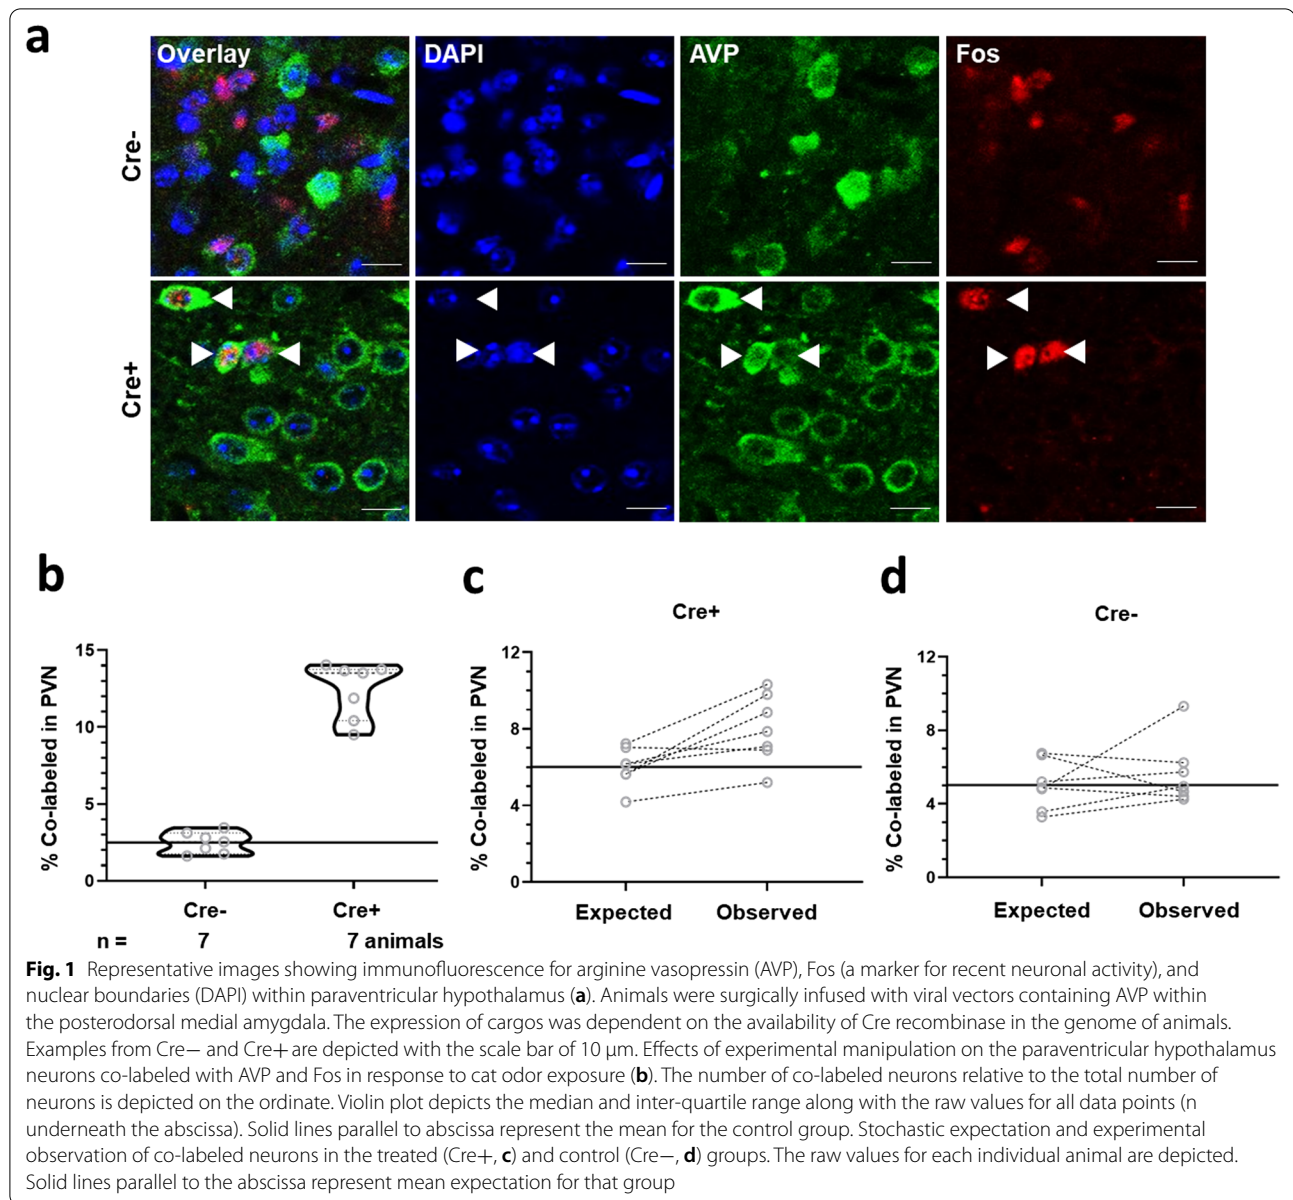 a
Overlay DAPI AVP Fos
Cre-
Cre+
b
% Co-labeled in PVN
15
10
5
0
Cre- Cre+
n = 7 7 animals
c
Cre+
% Co-labeled in PVN
12
8
4
0
Expected Observed
d
Cre-
% Co-labeled in PVN
12
8
4
0
Expected Observed
Fig. 1 Representative images showing immunofluorescence for arginine vasopressin (AVP), Fos (a marker for recent neuronal activity), and
nuclear boundaries (DAPI) within paraventricular hypothalamus (a). Animals were surgically infused with viral vectors containing AVP within
the posterodorsal medial amygdala. The expression of cargos was dependent on the availability of Cre recombinase in the genome of animals.
Examples from Cre− and Cre+ are depicted with the scale bar of 10 μm. Effects of experimental manipulation on the paraventricular hypothalamus
neurons co-labeled with AVP and Fos in response to cat odor exposure (b). The number of co-labeled neurons relative to the total number of
neurons is depicted on the ordinate. Violin plot depicts the median and inter-quartile range along with the raw values for all data points (n
underneath the abscissa). Solid lines parallel to abscissa represent the mean for the control group. Stochastic expectation and experimental
observation of co-labeled neurons in the treated (Cre+, c) and control (Cre−, d) groups. The raw values for each individual animal are depicted.
Solid lines parallel to the abscissa represent mean expectation for that group